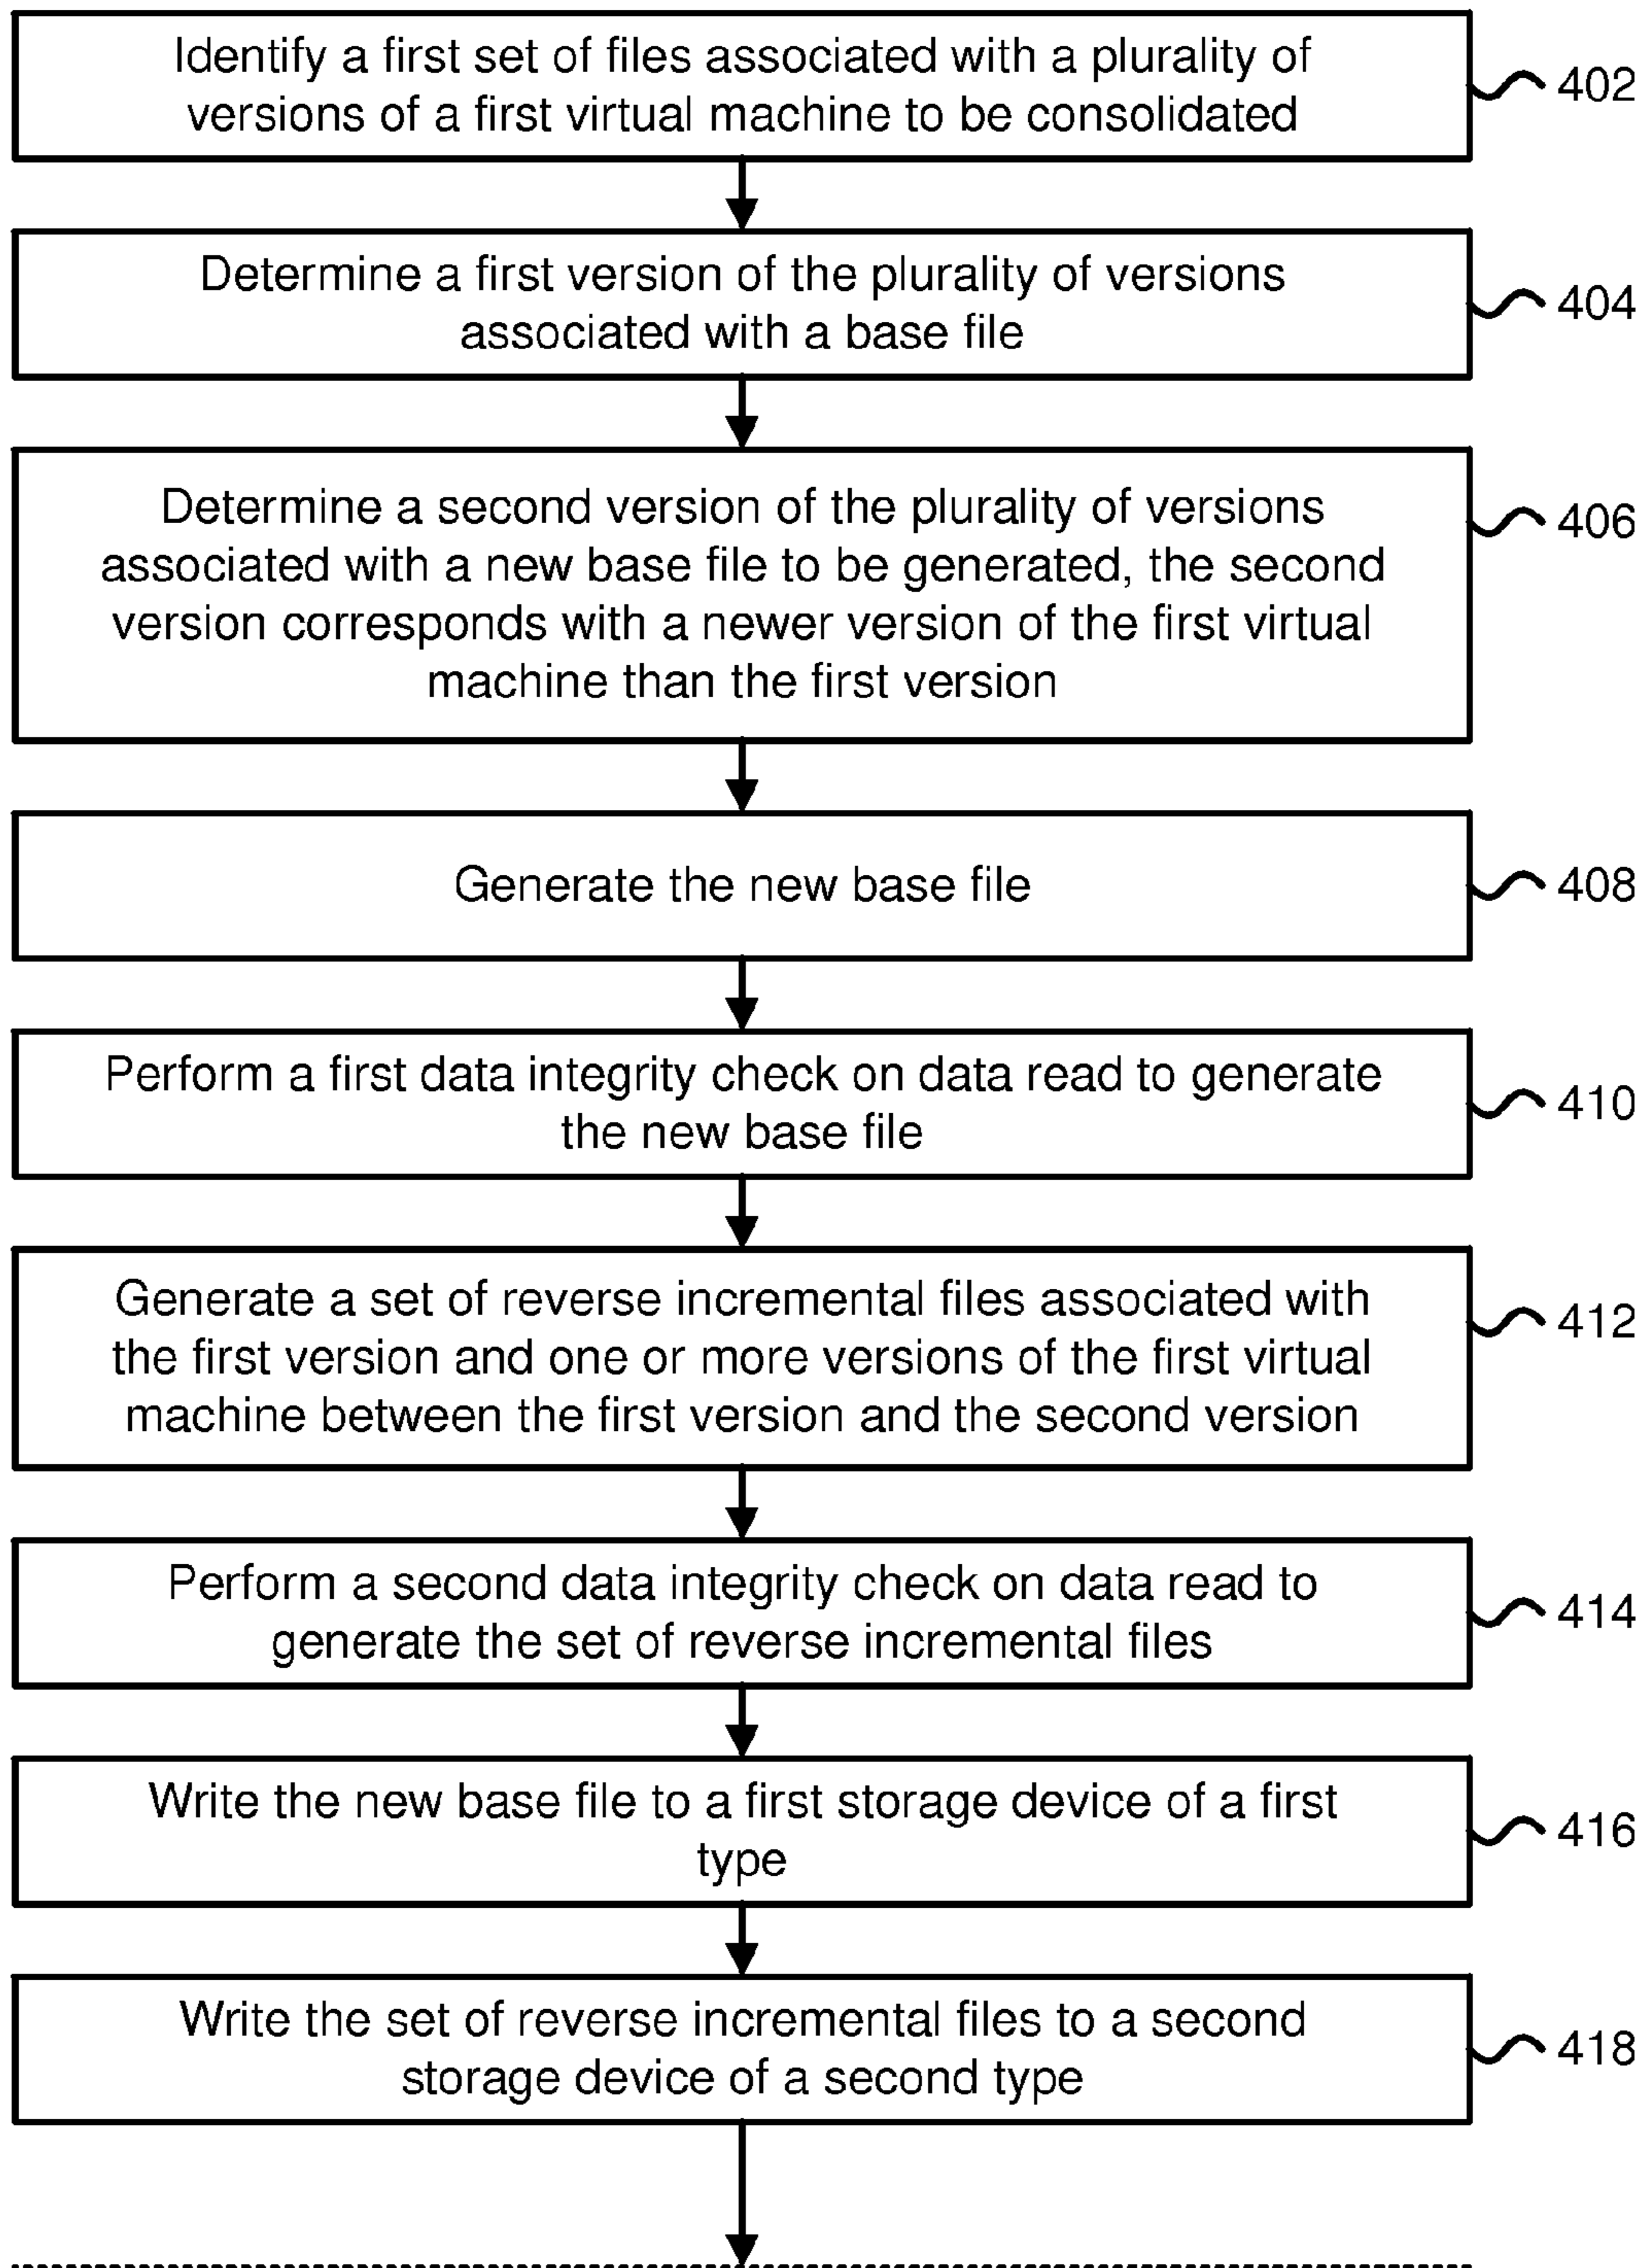 Identify a first set of files associated with a plurality of
versions of a first virtual machine to be consolidated
402
Determine a first version of the plurality of versions
associated with a base file
404
Determine a second version of the plurality of versions
associated with a new base file to be generated, the second
version corresponds with a newer version of the first virtual
machine than the first version
406
Generate the new base file
408
Perform a first data integrity check on data read to generate
the new base file
410
Generate a set of reverse incremental files associated with
the first version and one or more versions of the first virtual
machine between the first version and the second version
412
Perform a second data integrity check on data read to
generate the set of reverse incremental files
414
Write the new base file to a first storage device of a first
type
416
Write the set of reverse incremental files to a second
storage device of a second type
418